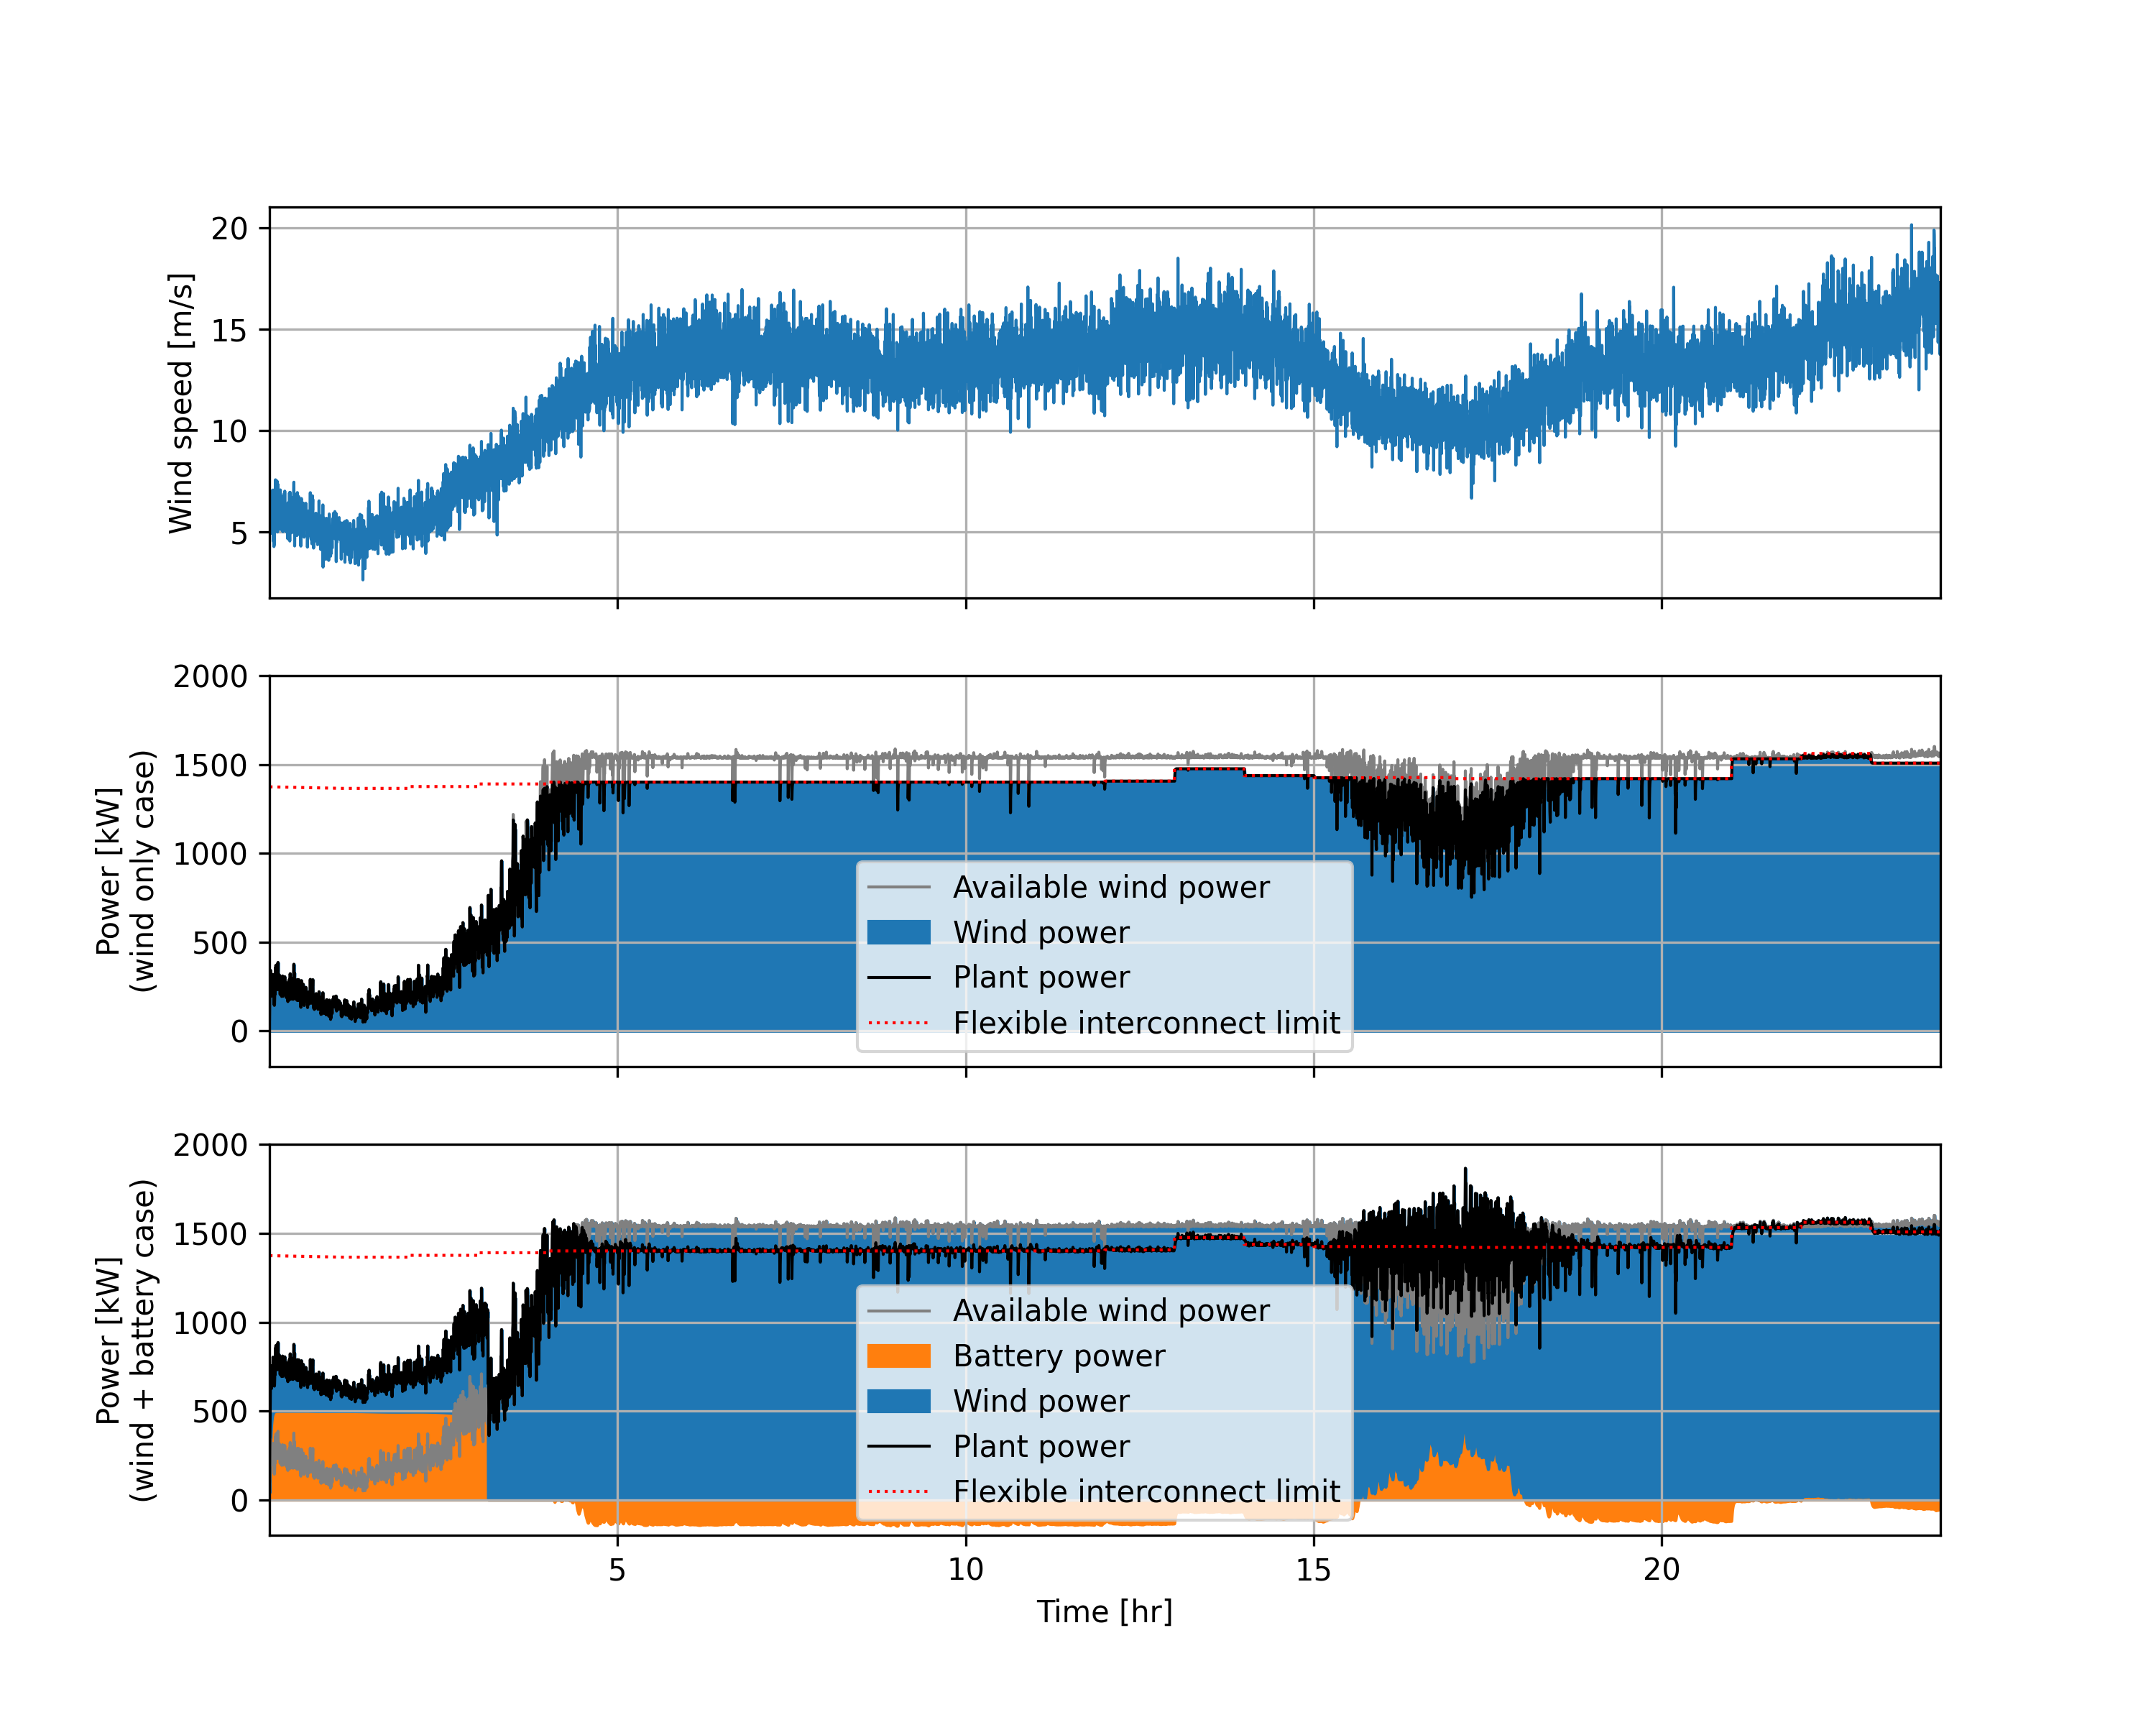 20
15
10
5
Wind speed [m/s]
2000
1500
1000
500
0
Power [kW]
(wind only case)
Available wind power
Wind power
Plant power
Flexible interconnect limit
2000
1500
1000
500
0
Power [kW]
(wind + battery case)
Available wind power
Battery power
Wind power
Plant power
Flexible interconnect limit
5 10 15 20
Time [hr]